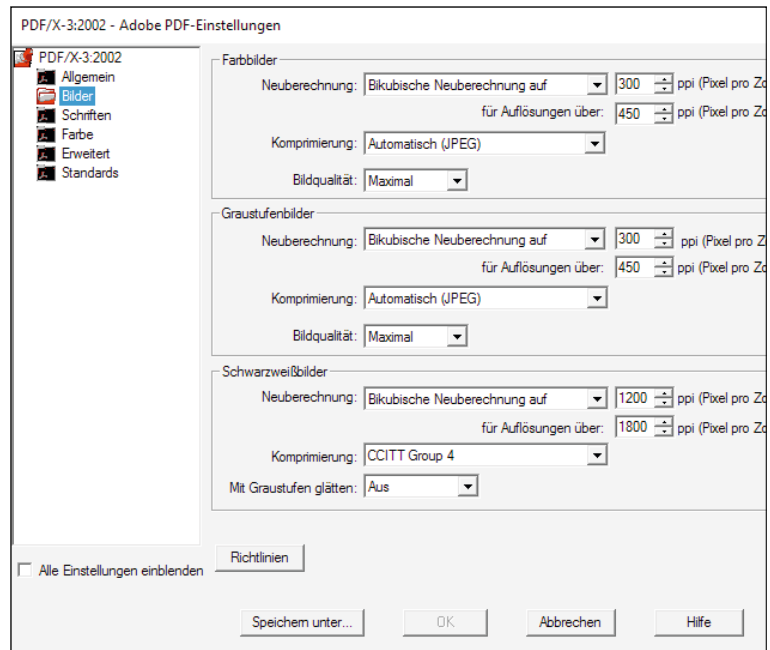 PDF/X-3:2002 - Adobe PDF-Einstellungen
PDF/X-3:2002
Allgemein
Bilder
Schriften
Farbe
Erweitert
Standards
Alle Einstellungen einblenden
Farbbilder
Neuberechnung: Bikubische Neuberechnung auf 300 ppi (Pixel pro Zo
für Auflösungen über: 450 ppi (Pixel pro Zo
Komprimierung: Automatisch (JPEG)
Bildqualität: Maximal
Graustufenbilder
Neuberechnung: Bikubische Neuberechnung auf 300 ppi (Pixel pro Z
für Auflösungen über: 450 ppi (Pixel pro Zo
Komprimierung: Automatisch (JPEG)
Bildqualität: Maximal
Schwarzweißbilder
Neuberechnung: Bikubische Neuberechnung auf 1200 ppi (Pixel pro Zo
für Auflösungen über: 1800 ppi (Pixel pro Zo
Komprimierung: CCITT Group 4
Mit Graustufen glätten: Aus
Richtlinien
Speichern unter... OK Abbrechen Hilfe